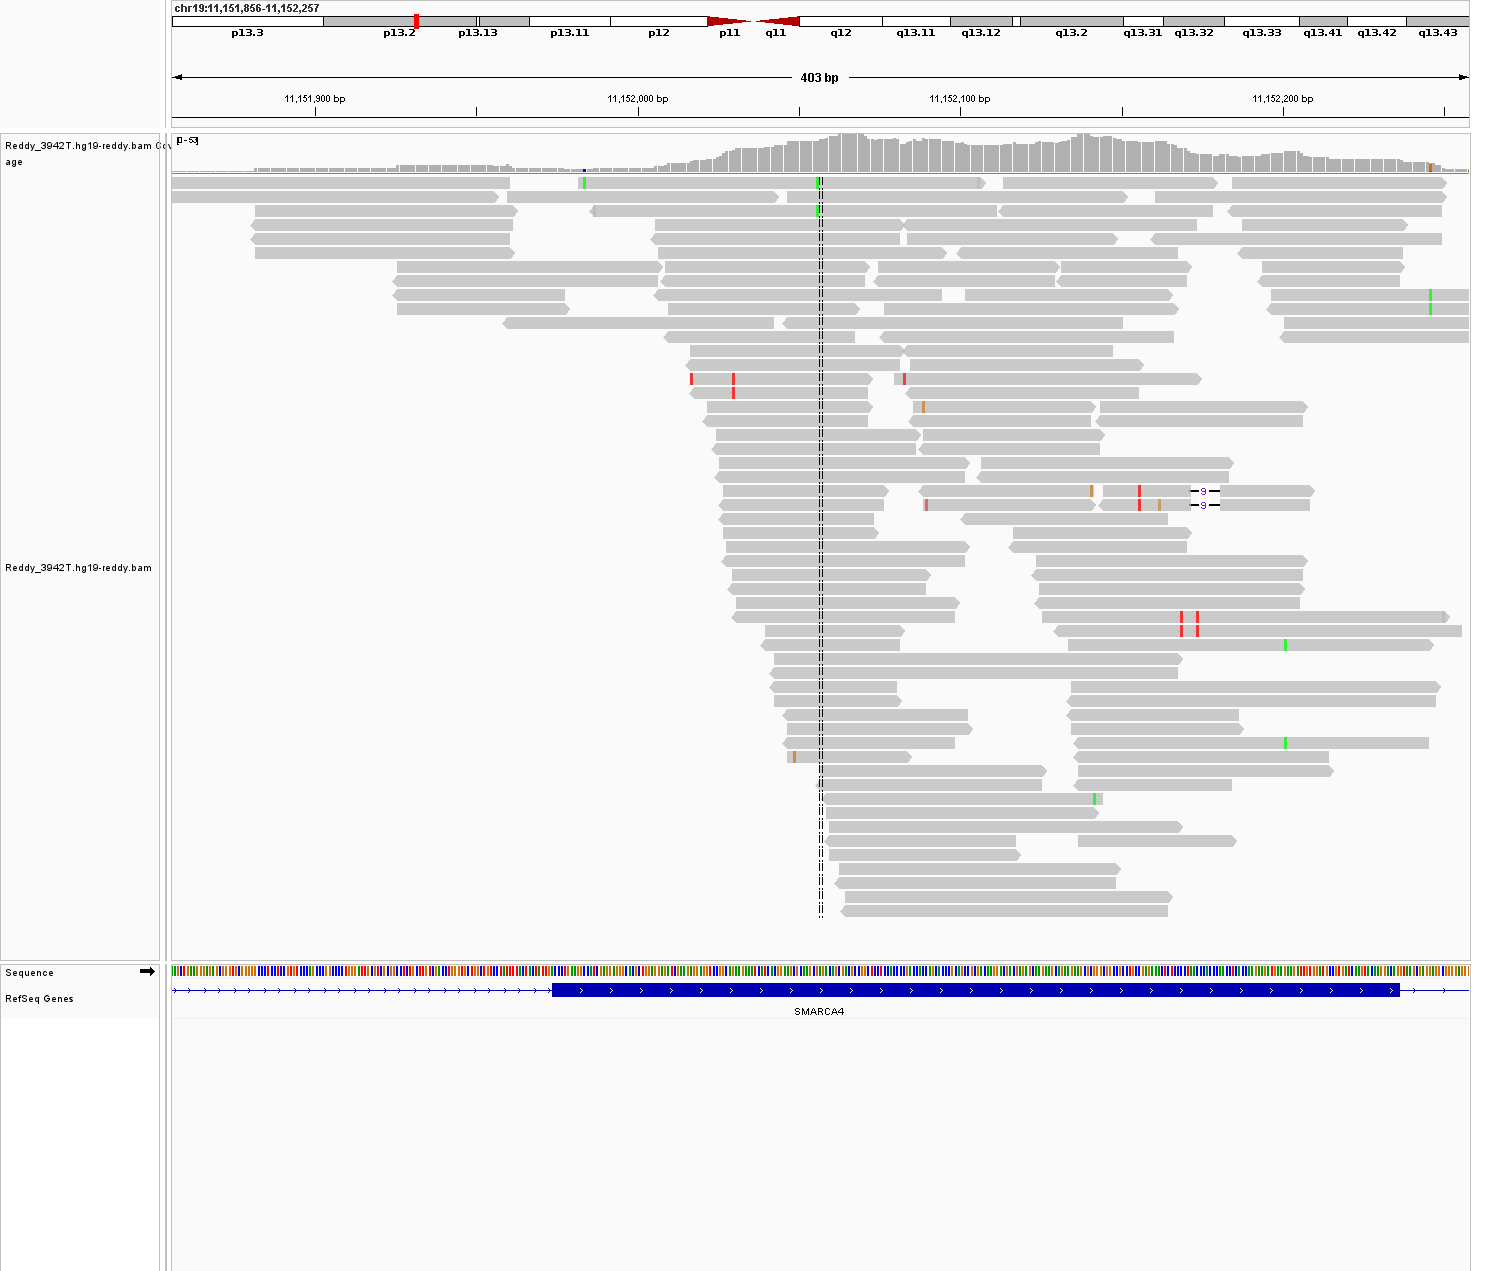 chr19:11,151,856-11,152,257
p13.3 p13.2 p13.13 p13.11 p12 p11 q11 q12 q13.11 q13.12 q13.2 q13.31 q13.32 q13.33 q13.41 q13.42 q13.43
403 bp
11,151,900 bp 11,152,000 bp 11,152,100 bp 11,152,200 bp
Reddy_3942T.hg19-reddy.bam Cov
age
[0-53]
9
9
Reddy_3942T.hg19-reddy.bam
Sequence
RefSeq Genes
SMARCA4